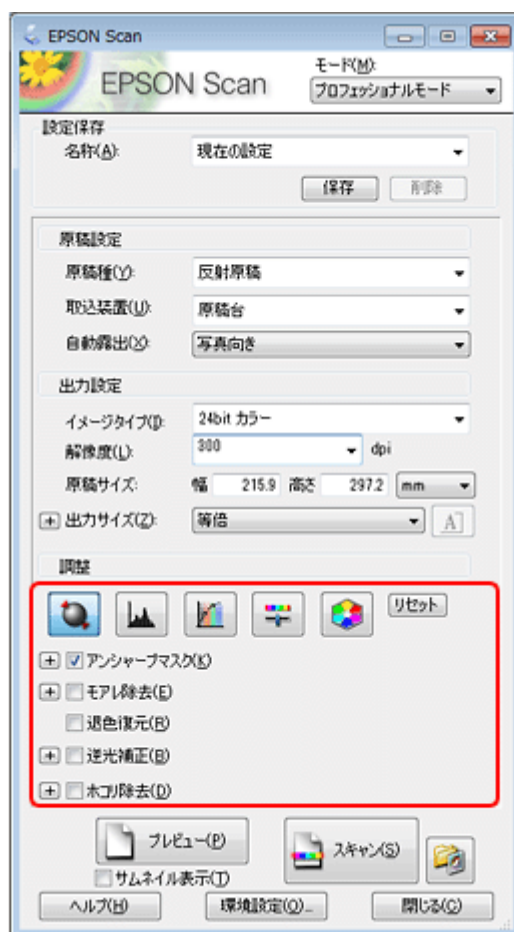 EPSON Scan
EPSON Scan
モード(M):
プロフェッショナルモード
設定保存
名称(A):
現在の設定
保存
削除
原稿設定
原稿種(Y):
反射原稿
取込装置(U):
原稿台
自動露出(X):
写真向き
出力設定
イメージタイプ(I):
24bit カラー
解像度(L):
300
dpi
原稿サイズ:
幅 215.9 高さ 297.2 mm
+ 出力サイズ(Z):
等倍
A
調整
リセット
+ アンシャープマスク(K)
+ モアレ除去(E)
退色復元(R)
+ 逆光補正(B)
+ ホコリ除去(D)
プレビュー(P)
スキャン(S)
サムネイル表示(T)
ヘルプ(H)
環境設定(O)...
閉じる(C)